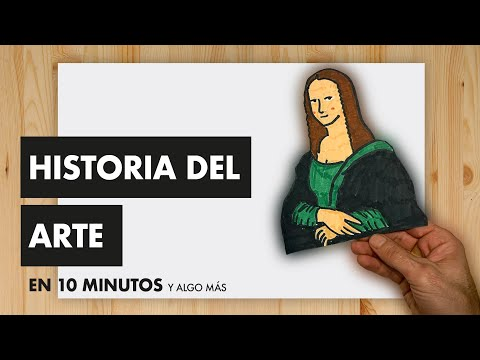 HISTORIA DEL
ARTE
EN 10 MINUTOS Y ALGO MÁS